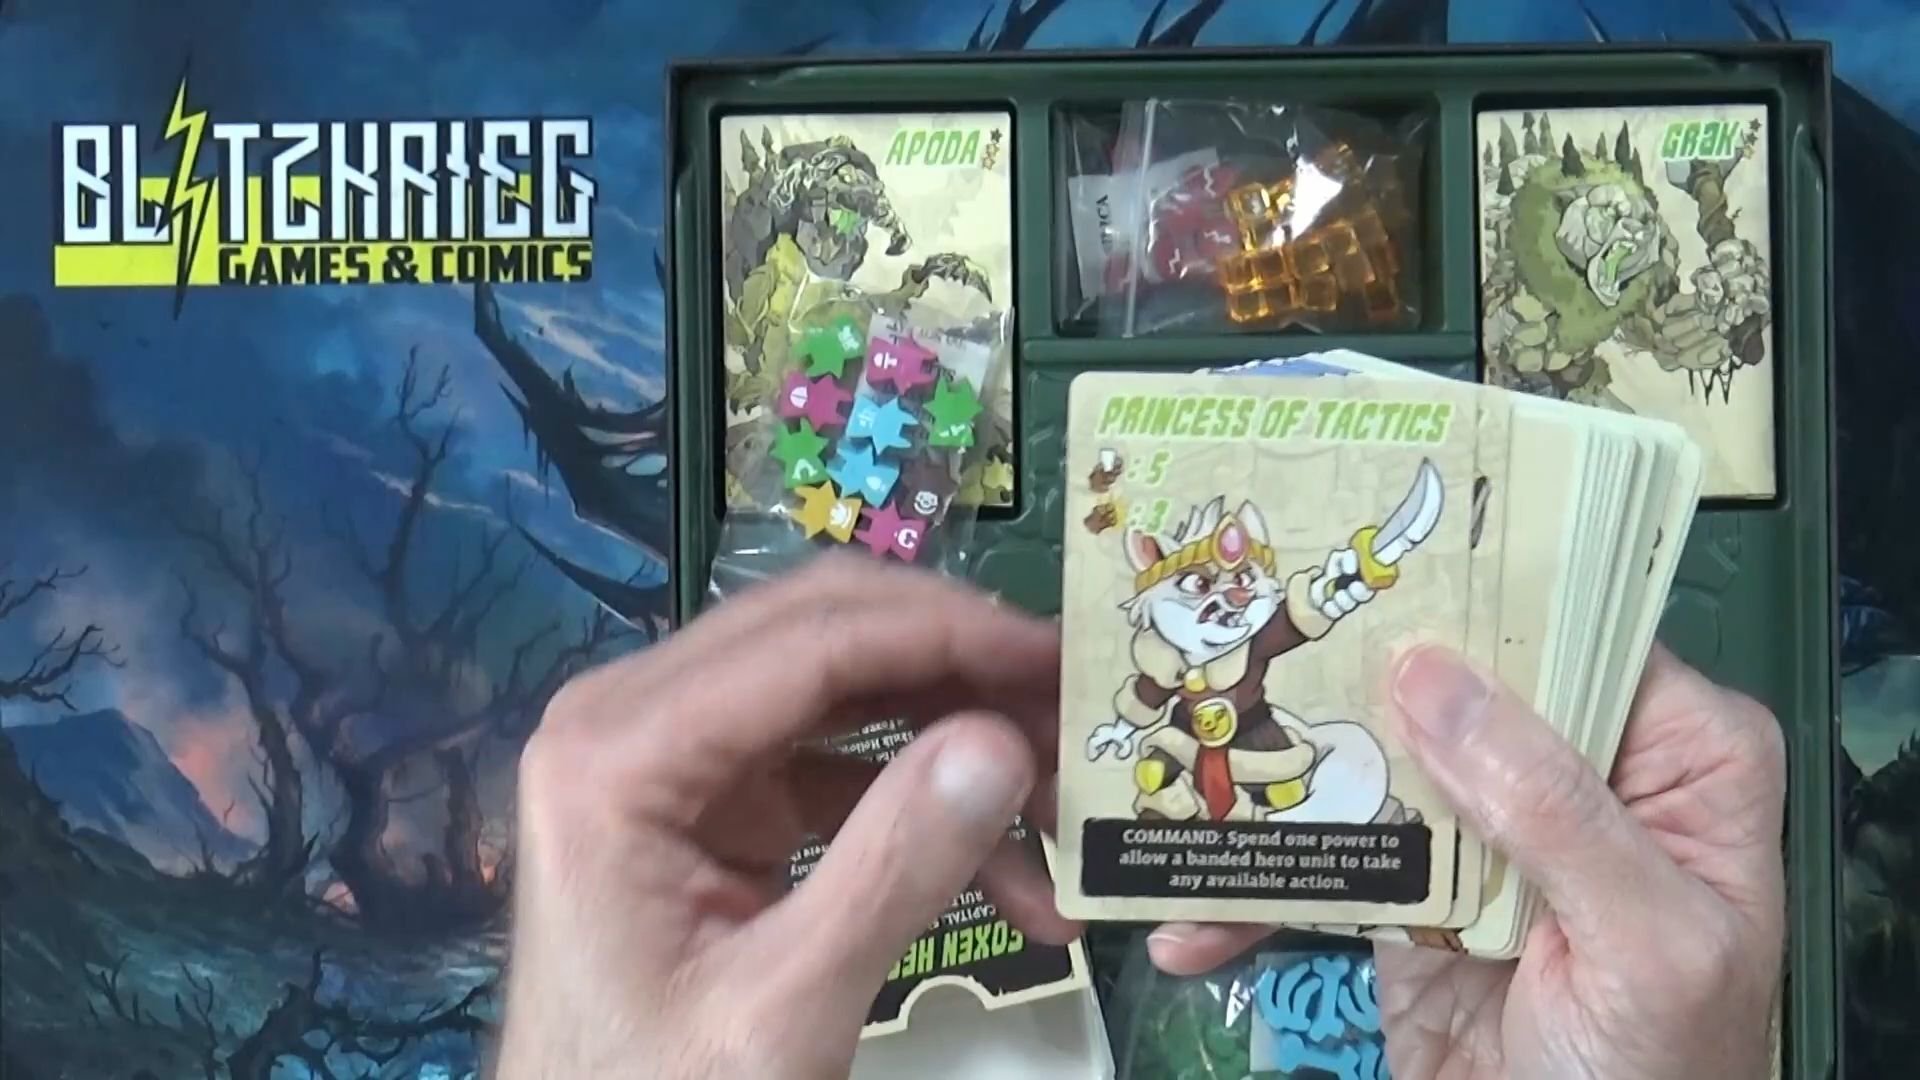 BLITZKRIEG
GAMES & COMICS
APODA
GRAK
PRINCESS OF TACTICS
: 5
: 3
COMMAND: Spend one power to
allow a banded hero unit to take
any available action.
FOXEN HE